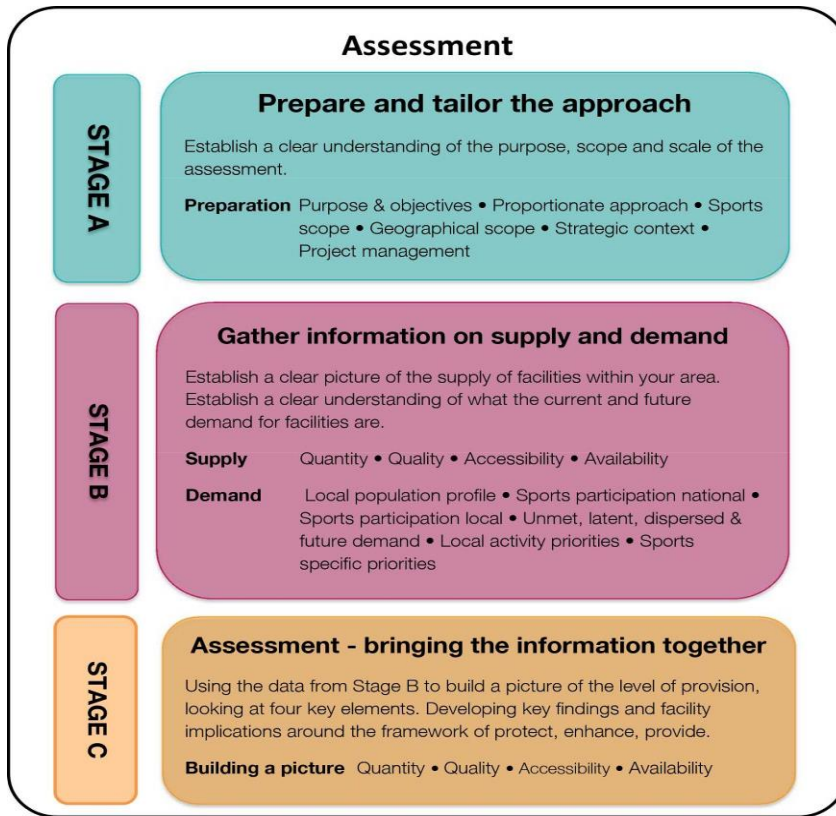 Assessment
STAGE A
Prepare and tailor the approach
Establish a clear understanding of the purpose, scope and scale of the
assessment.
Preparation Purpose & objectives • Proportionate approach • Sports
scope • Geographical scope • Strategic context •
Project management
STAGE B
Gather information on supply and demand
Establish a clear picture of the supply of facilities within your area.
Establish a clear understanding of what the current and future
demand for facilities are.
Supply Quantity • Quality • Accessibility • Availability
Demand Local population profile • Sports participation national •
Sports participation local • Unmet, latent, dispersed &
future demand • Local activity priorities • Sports
specific priorities
STAGE C
Assessment - bringing the information together
Using the data from Stage B to build a picture of the level of provision,
looking at four key elements. Developing key findings and facility
implications around the framework of protect, enhance, provide.
Building a picture Quantity • Quality • Accessibility • Availability